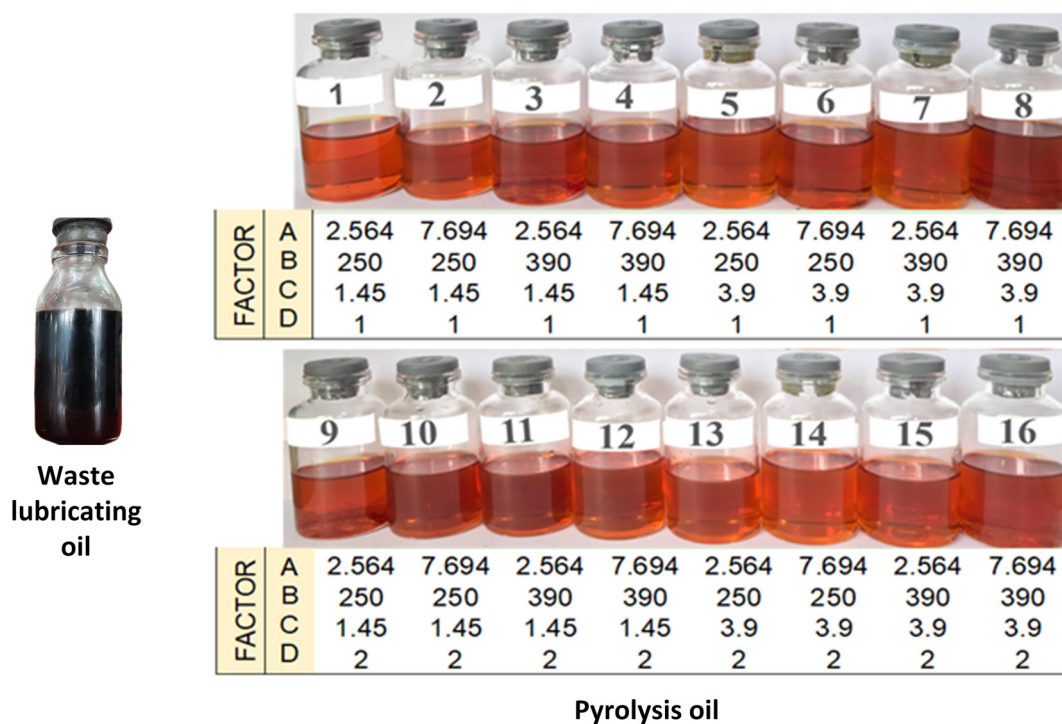 1 2 3 4 5 6 7 8
FACTOR
A 2.564 7.694 2.564 7.694 2.564 7.694 2.564 7.694
B 250 250 390 390 250 250 390 390
C 1.45 1.45 1.45 1.45 3.9 3.9 3.9 3.9
D 1 1 1 1 1 1 1 1
9 10 11 12 13 14 15 16
FACTOR
A 2.564 7.694 2.564 7.694 2.564 7.694 2.564 7.694
B 250 250 390 390 250 250 390 390
C 1.45 1.45 1.45 1.45 3.9 3.9 3.9 3.9
D 2 2 2 2 2 2 2 2
Waste
lubricating
oil
Pyrolysis oil